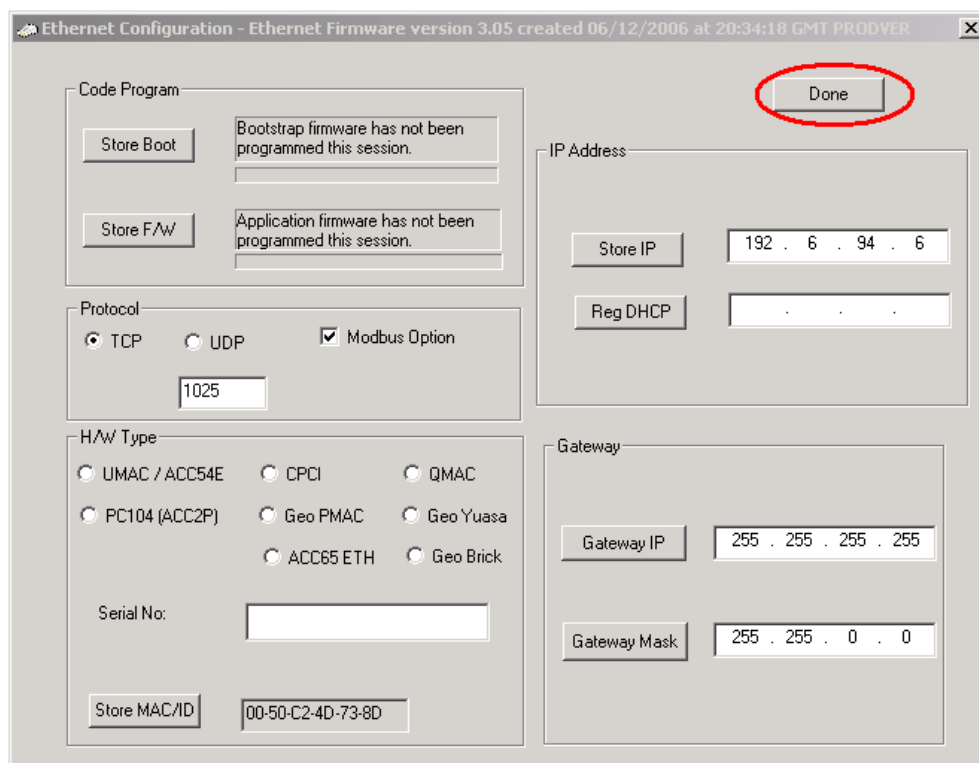 Ethernet Configuration - Ethernet Firmware version 3.05 created 06/12/2006 at 20:34:18 GMT PRODVER
Code Program
Store Boot
Bootstrap firmware has not been
programmed this session.
Store F/W
Application firmware has not been
programmed this session.
Done
IP Address
Store IP
192 . 6 . 94 . 6
Reg DHCP
. . .
Protocol
TCP
UDP
Modbus Option
1025
H/W Type
UMAC / ACC54E
CPCI
QMAC
PC104 (ACC2P)
Geo PMAC
Geo Yuasa
ACC65 ETH
Geo Brick
Serial No:
Store MAC/ID
00-50-C2-4D-73-8D
Gateway
Gateway IP
255 . 255 . 255 . 255
Gateway Mask
255 . 255 . 0 . 0